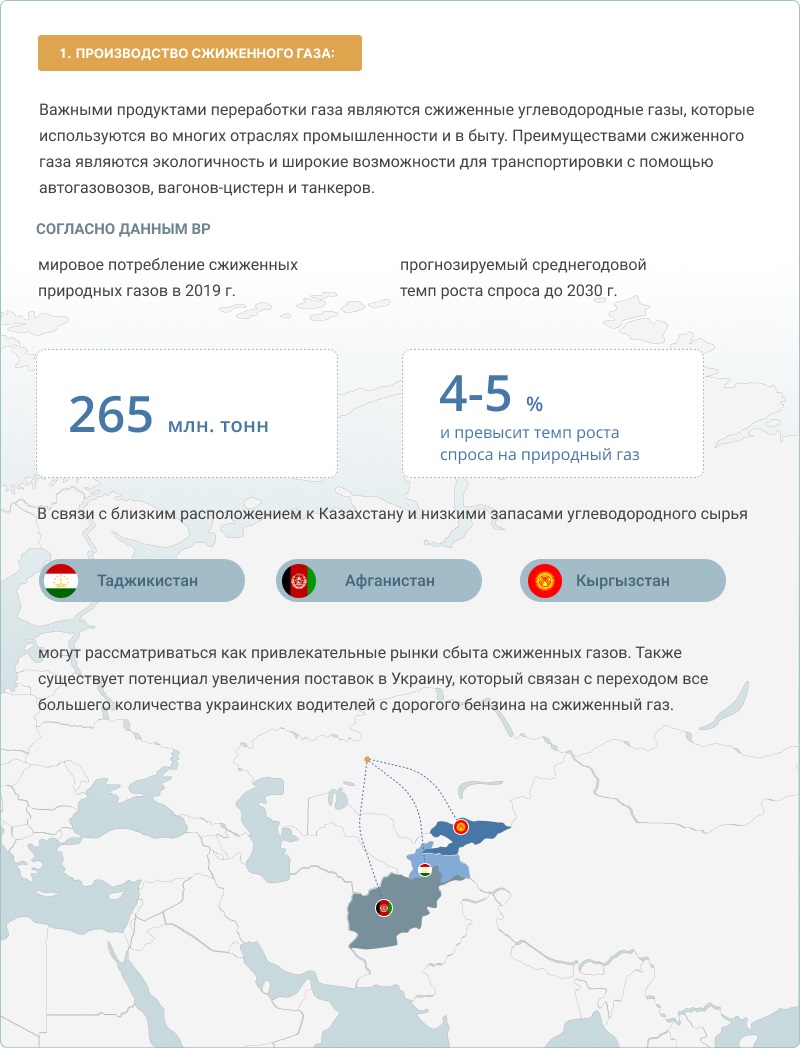 1. ПРОИЗВОДСТВО СЖИЖЕННОГО ГАЗА:
Важными продуктами переработки газа являются сжиженные углеводородные газы, которые
используются во многих отраслях промышленности и в быту. Преимуществами сжиженного
газа являются экологичность и широкие возможности для транспортировки с помощью
автогазовозов, вагонов-цистерн и танкеров.
СОГЛАСНО ДАННЫМ BP
мировое потребление сжиженных
природных газов в 2019 г.
прогнозируемый среднегодовой
темп роста спроса до 2030 г.
265 МЛН. ТОНН
4-5 %
и превысит темп роста
спроса на природный газ
В связи с близким расположением к Казахстану и низкими запасами углеводородного сырья
Таджикистан
Афганистан
Кыргызстан
могут рассматриваться как привлекательные рынки сбыта сжиженных газов. Также
существует потенциал увеличения поставок в Украину, который связан с переходом все
большего количества украинских водителей с дорогого бензина на сжиженный газ.